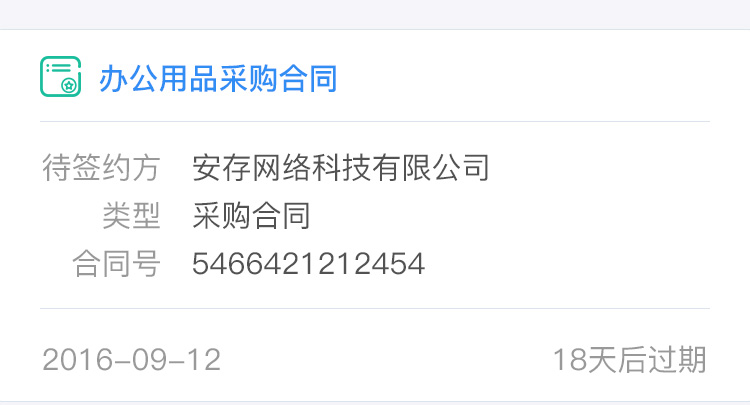 办公用品采购合同
待签约方 安存网络科技有限公司
类型 采购合同
合同号 5466421212454
2016-09-12 18天后过期